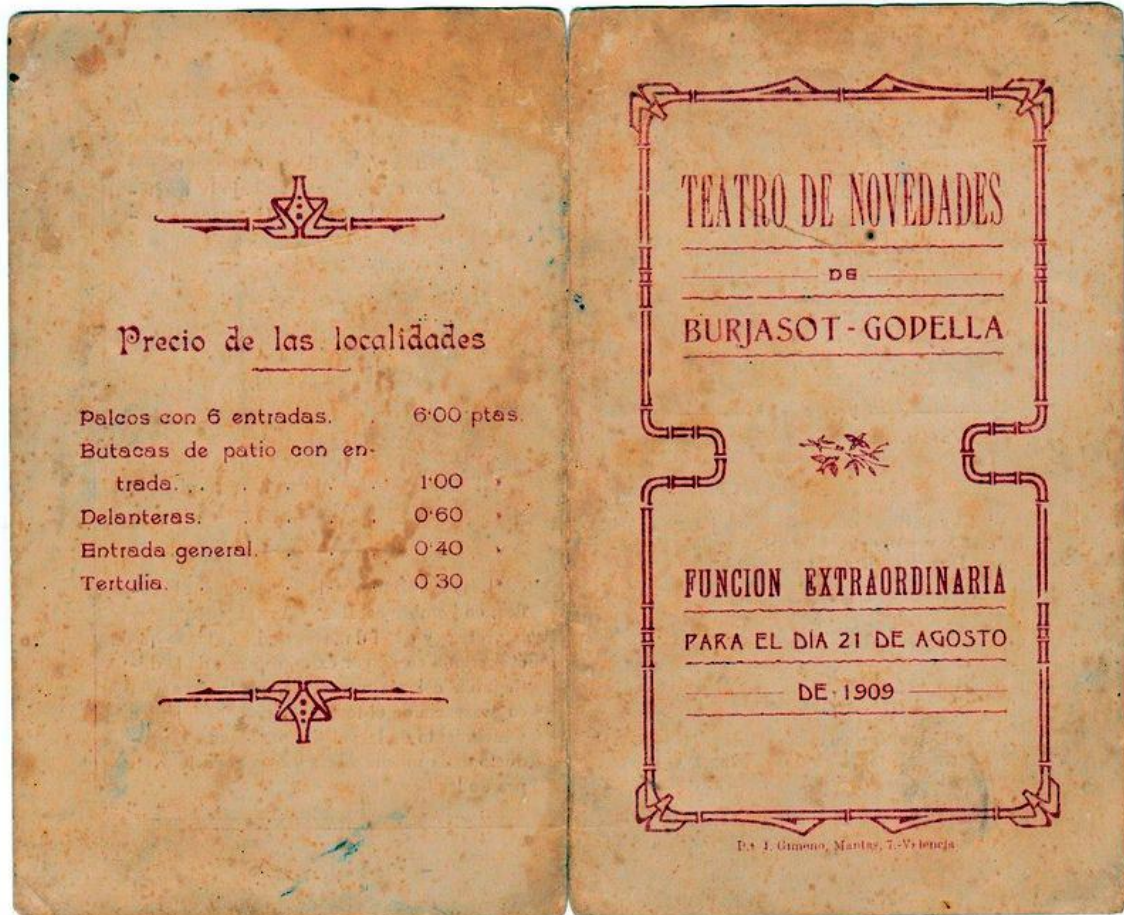 Precio de las localidades
Palcos con 6 entradas. . 6'00 ptas.
Butacas de patio con en-
trada. . . . . . 1'00 »
Delanteras. . . . . 0'60 »
Entrada general. . . . 0'40 »
Tertulia. . . . . . 0 30 »
TEATRO DE NOVEDADES
DE
BURJASOT - GODELLA
FUNCION EXTRAORDINARIA
PARA EL DIA 21 DE AGOSTO
DE 1909
J. Gimeno, Mantas, 7.-Valencia